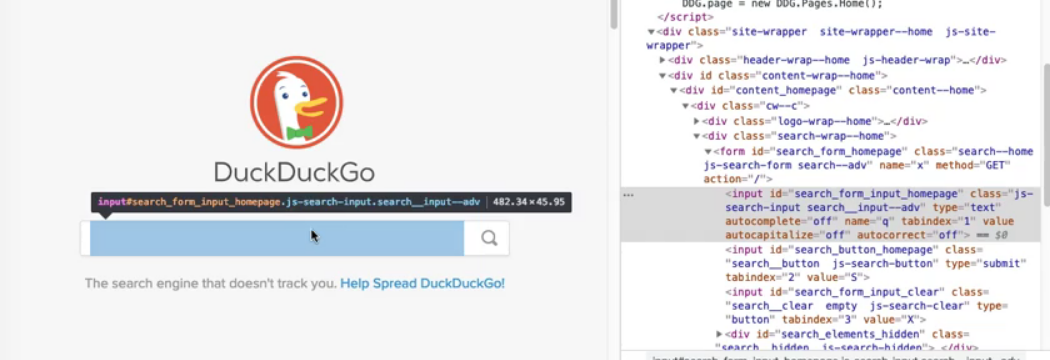 DuckDuckGo
input#search_form_input_homepage.js-search-input.search__input--adv | 482.34×45.95
The search engine that doesn't track you. Help Spread DuckDuckGo!
DDG.page = new DDG.Pages.Home();
</script>
▼<div class="site-wrapper  site-wrapper--home  js-site-
wrapper">
▶<div class="header-wrap--home  js-header-wrap">…</div>
▼<div id class="content-wrap--home">
▼<div id="content_homepage" class="content--home">
▼<div class="cw--c">
▶<div class="logo-wrap--home">…</div>
▼<div class="search-wrap--home">
▼<form id="search_form_homepage" class="search--home
js-search-form search--adv" name="x" method="GET"
action="/">
… <input id="search_form_input_homepage" class="js-
search-input search__input--adv" type="text"
autocomplete="off" name="q" tabindex="1" value
autocapitalize="off" autocorrect="off"> == $0
<input id="search_button_homepage" class=
"search__button  js-search-button" type="submit"
tabindex="2" value="S">
<input id="search_form_input_clear" class=
"search__clear  empty  js-search-clear" type=
"button" tabindex="3" value="X">
▶<div id="search_elements_hidden" class=
"search__hidden  js-search-hidden"></div>